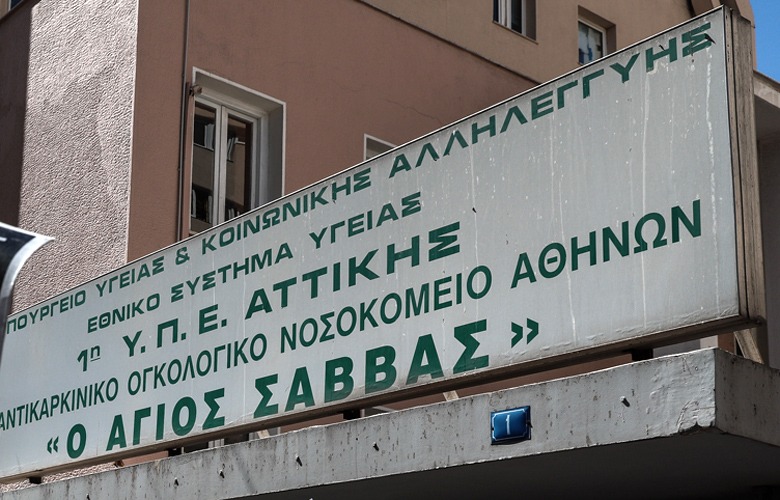 ΠΟΥΡΓΕΙΟ ΥΓΕΙΑΣ & ΚΟΙΝΩΝΙΚΗΣ ΑΛΛΗΛΕΓΓΥΗΣ
ΕΘΝΙΚΟ ΣΥΣΤΗΜΑ ΥΓΕΙΑΣ
1η Υ.Π.Ε. ΑΤΤΙΚΗΣ
ΑΝΤΙΚΑΡΚΙΝΙΚΟ ΟΓΚΟΛΟΓΙΚΟ ΝΟΣΟΚΟΜΕΙΟ ΑΘΗΝΩΝ
« Ο ΑΓΙΟΣ ΣΑΒΒΑΣ »
1